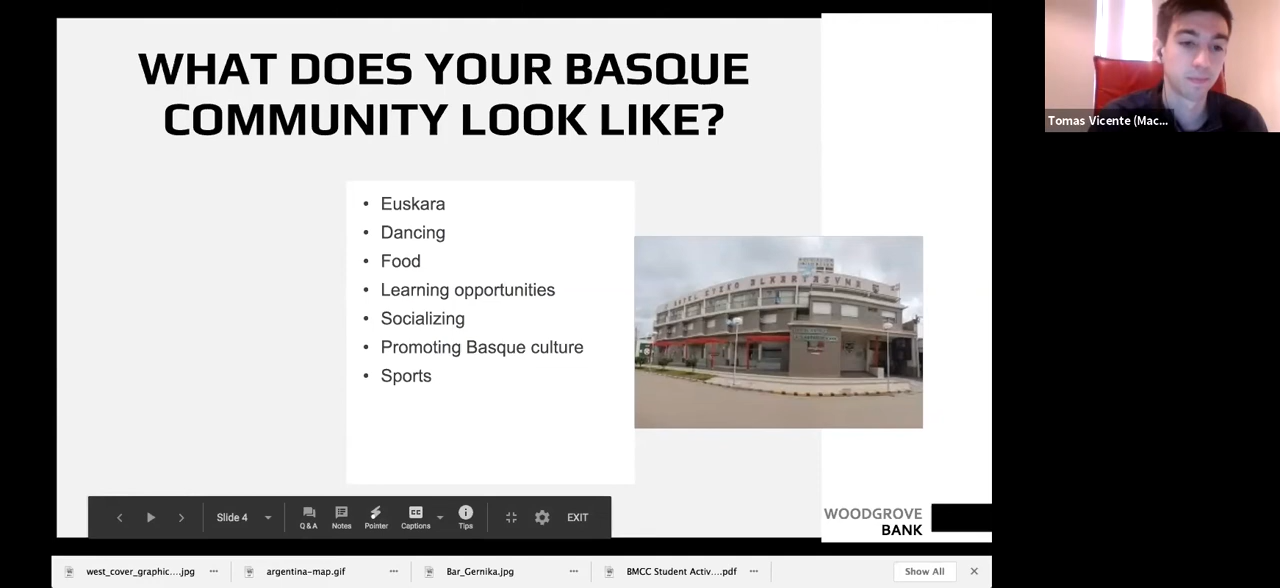 WHAT DOES YOUR BASQUE
COMMUNITY LOOK LIKE?
• Euskara
• Dancing
• Food
• Learning opportunities
• Socializing
• Promoting Basque culture
• Sports
Tomas Vicente (Mac...
Slide 4
Q&A
Notes
Pointer
CC
Captions
Tips
EXIT
WOODGROVE
BANK
west_cover_graphic....jpg
argentina-map.gif
Bar_Gernika.jpg
BMCC Student Activ....pdf
Show All